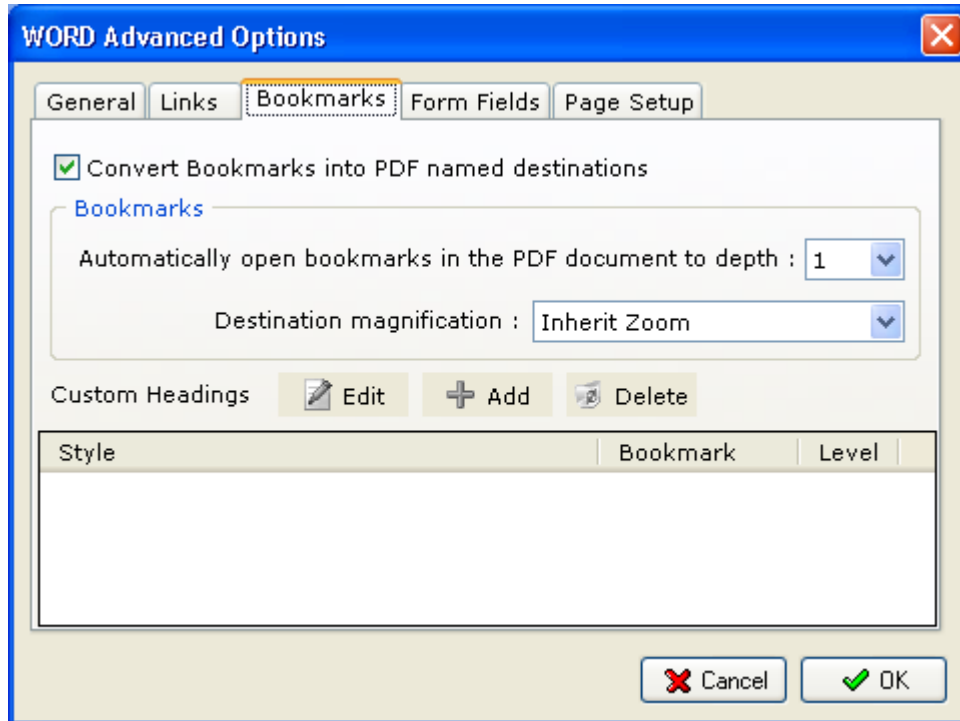 WORD Advanced Options
General Links Bookmarks Form Fields Page Setup
Convert Bookmarks into PDF named destinations
Bookmarks
Automatically open bookmarks in the PDF document to depth : 1
Destination magnification : Inherit Zoom
Custom Headings Edit Add Delete
Style Bookmark Level
Cancel OK